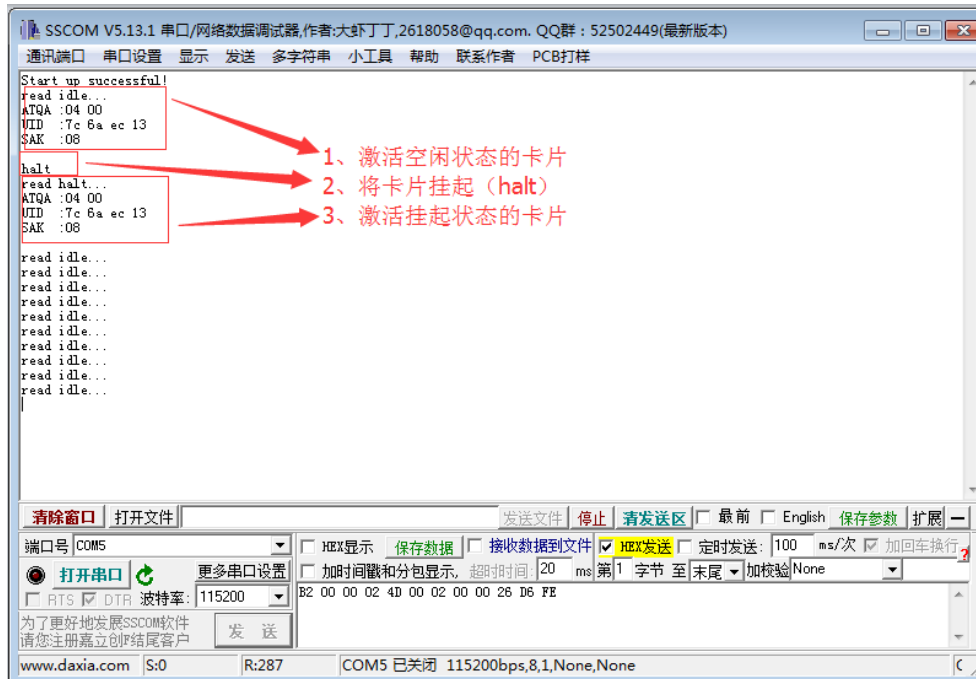 SSCOM V5.13.1 串口/网络数据调试器,作者:大虾丁丁,2618058@qq.com. QQ群：52502449(最新版本)
通讯端口 串口设置 显示 发送 多字符串 小工具 帮助 联系作者 PCB打样
Start up successful!
read idle...
ATQA :04 00
UID :7c 6a ec 13
SAK :08
1、激活空闲状态的卡片
halt
2、将卡片挂起（halt）
read halt...
ATQA :04 00
UID :7c 6a ec 13
3、激活挂起状态的卡片
SAK :08
read idle...
read idle...
read idle...
read idle...
read idle...
read idle...
read idle...
read idle...
read idle...
read idle...
清除窗口 打开文件 发送文件 停止 清发送区 最前 English 保存参数 扩展 —
端口号 COM5 HEX显示 保存数据 接收数据到文件 HEX发送 定时发送: 100 ms/次 加回车换行
打开串口 更多串口设置 加时间戳和分包显示, 超时时间: 20 ms 第1 字节 至 末尾 加校验 None
RTS DTR 波特率: 115200 B2 00 00 02 4D 00 02 00 00 26 D6 FE
为了更好地发展SSCOM软件
请您注册嘉立创F结尾客户
发 送
www.daxia.com S:0 R:287 COM5 已关闭 115200bps,8,1,None,None